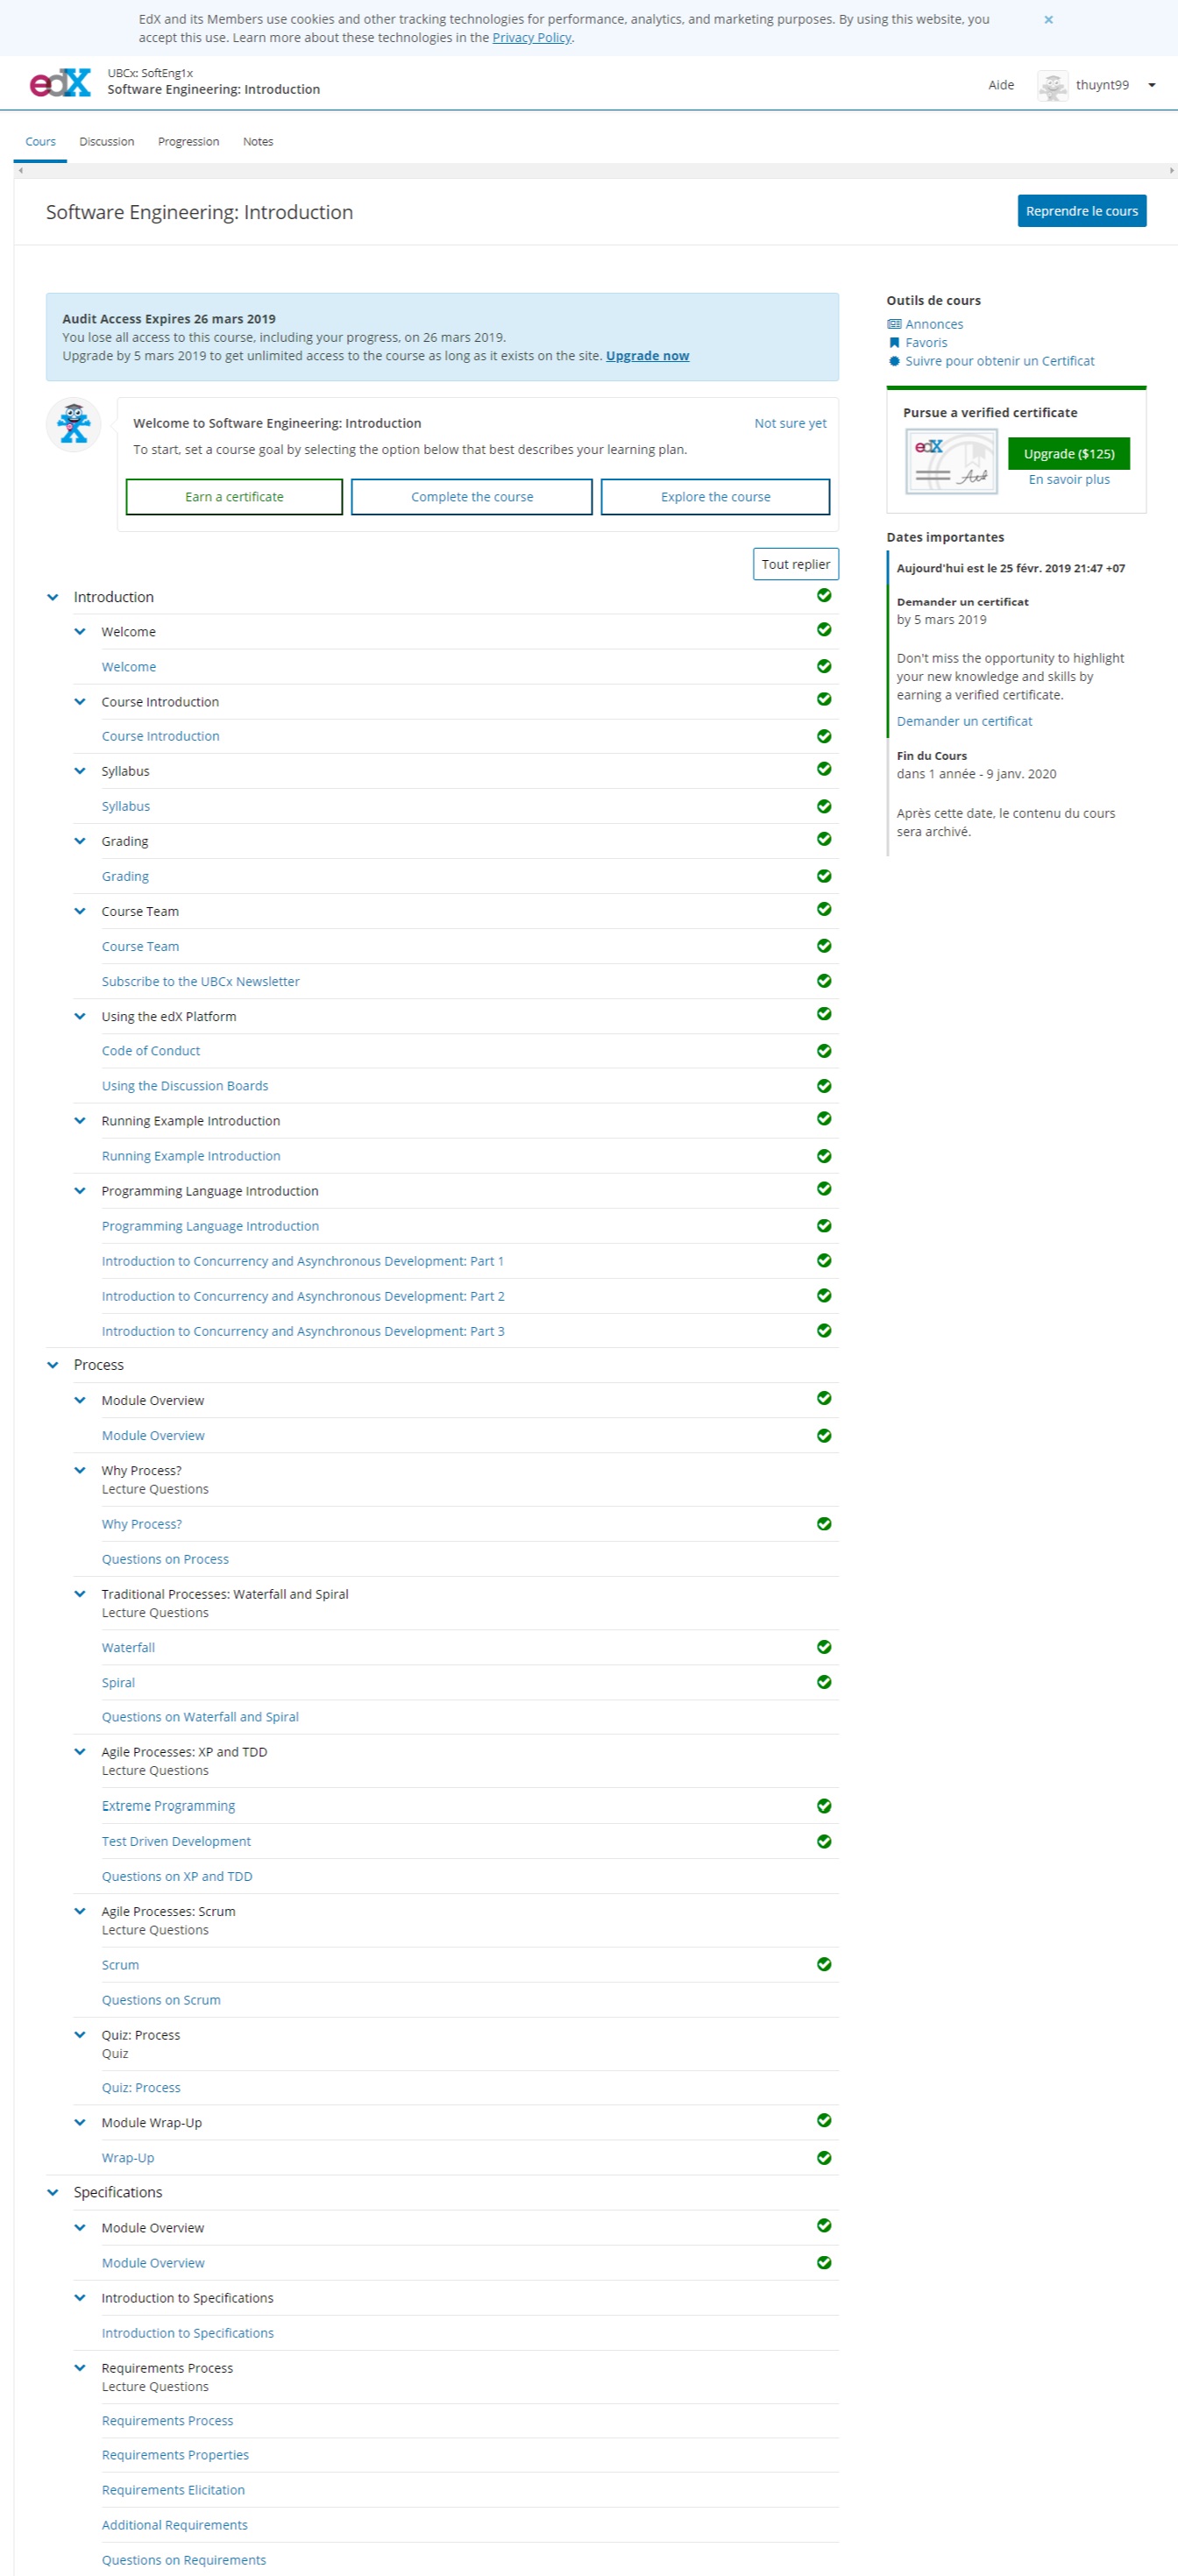 EdX and its Members use cookies and other tracking technologies for performance, analytics, and marketing purposes. By using this website, you
accept this use. Learn more about these technologies in the Privacy Policy.
×
edX
UBCx: SoftEng1x
Software Engineering: Introduction
Aide
thuynt99
Cours
Discussion
Progression
Notes
Software Engineering: Introduction
Reprendre le cours
Audit Access Expires 26 mars 2019
You lose all access to this course, including your progress, on 26 mars 2019.
Upgrade by 5 mars 2019 to get unlimited access to the course as long as it exists on the site. Upgrade now
Welcome to Software Engineering: Introduction
Not sure yet
To start, set a course goal by selecting the option below that best describes your learning plan.
Earn a certificate
Complete the course
Explore the course
Tout replier
Introduction
Welcome
Welcome
Course Introduction
Course Introduction
Syllabus
Syllabus
Grading
Grading
Course Team
Course Team
Subscribe to the UBCx Newsletter
Using the edX Platform
Code of Conduct
Using the Discussion Boards
Running Example Introduction
Running Example Introduction
Programming Language Introduction
Programming Language Introduction
Introduction to Concurrency and Asynchronous Development: Part 1
Introduction to Concurrency and Asynchronous Development: Part 2
Introduction to Concurrency and Asynchronous Development: Part 3
Process
Module Overview
Module Overview
Why Process?
Lecture Questions
Why Process?
Questions on Process
Traditional Processes: Waterfall and Spiral
Lecture Questions
Waterfall
Spiral
Questions on Waterfall and Spiral
Agile Processes: XP and TDD
Lecture Questions
Extreme Programming
Test Driven Development
Questions on XP and TDD
Agile Processes: Scrum
Lecture Questions
Scrum
Questions on Scrum
Quiz: Process
Quiz
Quiz: Process
Module Wrap-Up
Wrap-Up
Specifications
Module Overview
Module Overview
Introduction to Specifications
Introduction to Specifications
Requirements Process
Lecture Questions
Requirements Process
Requirements Properties
Requirements Elicitation
Additional Requirements
Questions on Requirements
Outils de cours
Annonces
Favoris
Suivre pour obtenir un Certificat
Pursue a verified certificate
edX
Upgrade ($125)
En savoir plus
Dates importantes
Aujourd'hui est le 25 févr. 2019 21:47 +07
Demander un certificat
by 5 mars 2019
Don't miss the opportunity to highlight
your new knowledge and skills by
earning a verified certificate.
Demander un certificat
Fin du Cours
dans 1 année - 9 janv. 2020
Après cette date, le contenu du cours
sera archivé.